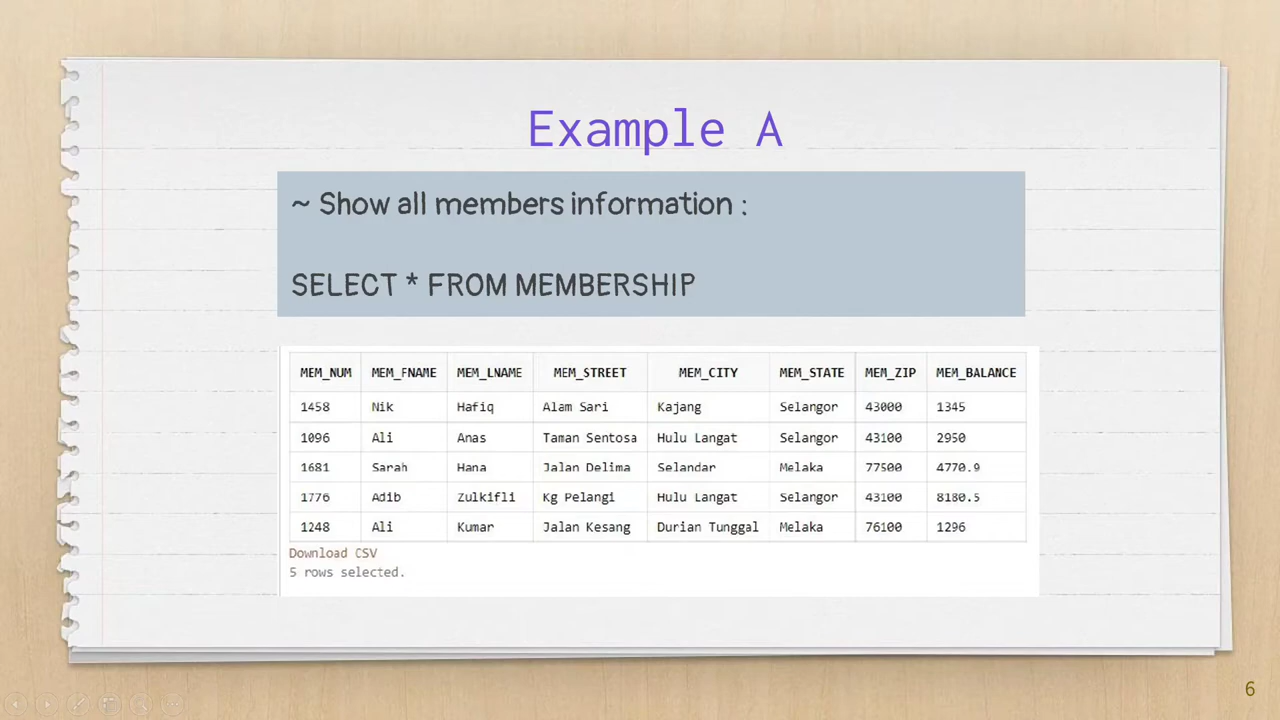 Example A
~ Show all members information :
SELECT * FROM MEMBERSHIP
MEM_NUM MEM_FNAME MEM_LNAME MEM_STREET MEM_CITY MEM_STATE MEM_ZIP MEM_BALANCE
1458 Nik Hafiq Alam Sari Kajang Selangor 43000 1345
1096 Ali Anas Taman Sentosa Hulu Langat Selangor 43100 2950
1681 Sarah Hana Jalan Delima Selandar Melaka 77500 4770.9
1776 Adib Zulkifli Kg Pelangi Hulu Langat Selangor 43100 8180.5
1248 Ali Kumar Jalan Kesang Durian Tunggal Melaka 76100 1296
Download CSV
5 rows selected.
6